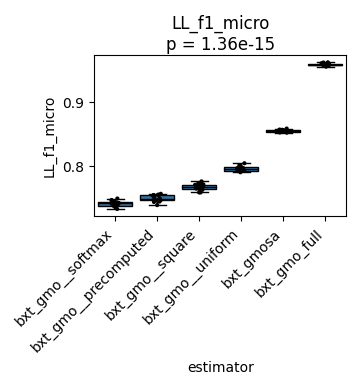 LL_f1_micro
p = 1.36e-15
LL_f1_micro
0.9
0.8
bxt_gmo__softmax
bxt_gmo__precomputed
bxt_gmo__square
bxt_gmo__uniform
bxt_gmosa
bxt_gmo_full
estimator